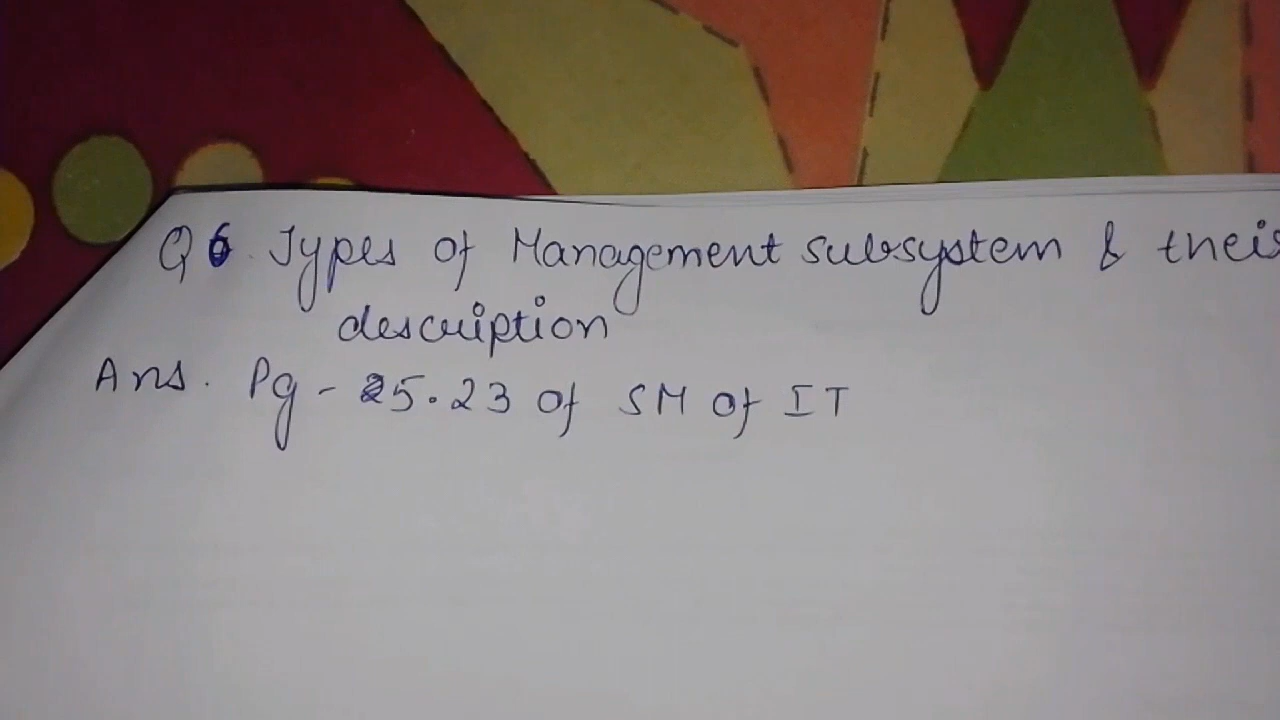 Q6. Types of Management subsystem & their
description
Ans. Pg - 25.23 of SM of IT